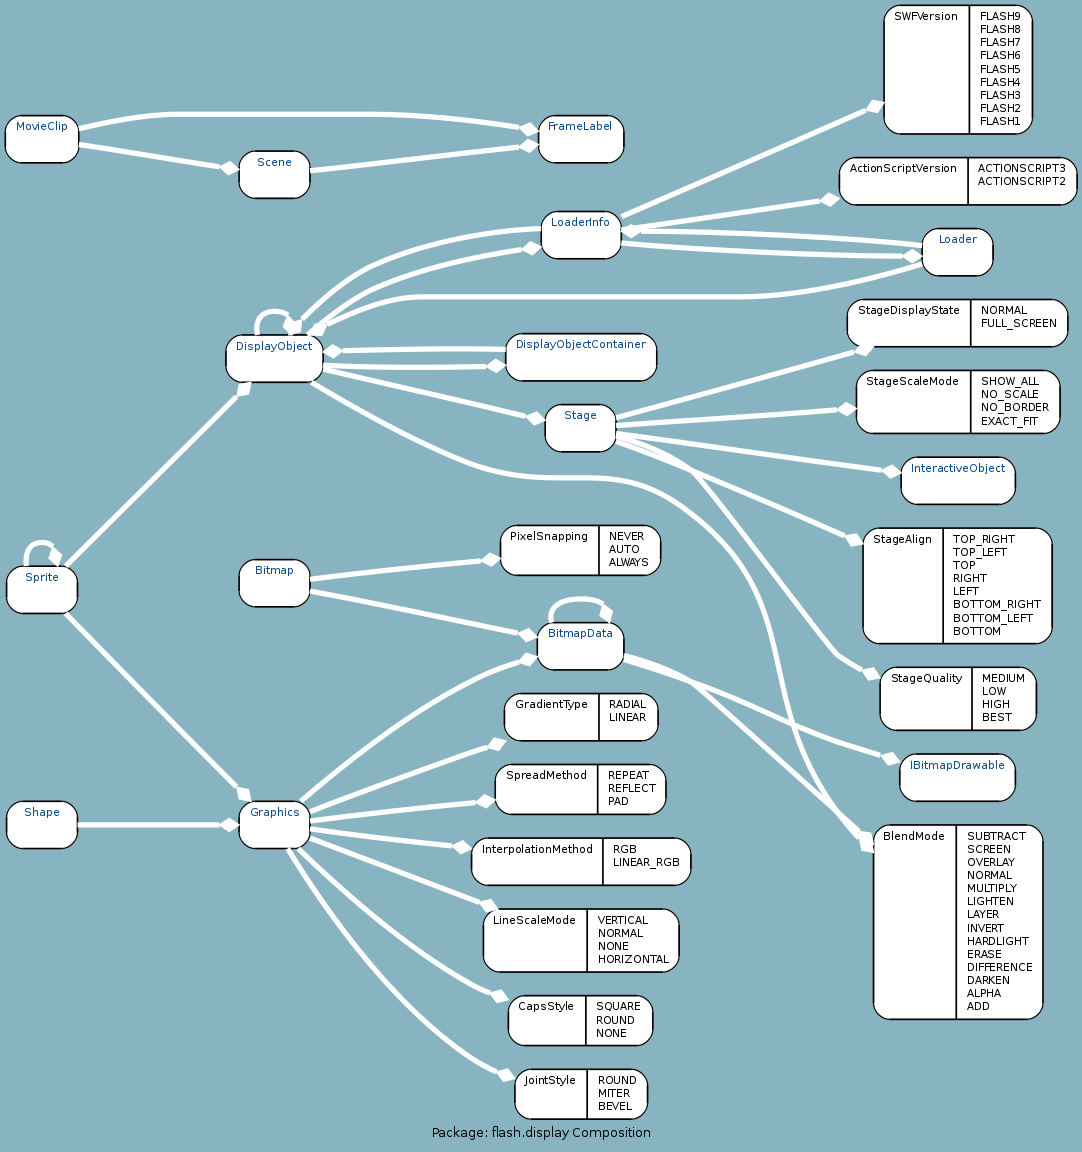 SWFVersion
FLASH9
FLASH8
FLASH7
FLASH6
FLASH5
FLASH4
FLASH3
FLASH2
FLASH1
MovieClip
FrameLabel
Scene
ActionScriptVersion
ACTIONSCRIPT3
ACTIONSCRIPT2
LoaderInfo
Loader
StageDisplayState
NORMAL
FULL_SCREEN
DisplayObject
DisplayObjectContainer
StageScaleMode
SHOW_ALL
NO_SCALE
NO_BORDER
EXACT_FIT
Stage
InteractiveObject
StageAlign
TOP_RIGHT
TOP_LEFT
TOP
RIGHT
LEFT
BOTTOM_RIGHT
BOTTOM_LEFT
BOTTOM
PixelSnapping
NEVER
AUTO
ALWAYS
Sprite
Bitmap
BitmapData
StageQuality
MEDIUM
LOW
HIGH
BEST
GradientType
RADIAL
LINEAR
IBitmapDrawable
SpreadMethod
REPEAT
REFLECT
PAD
Shape
Graphics
InterpolationMethod
RGB
LINEAR_RGB
BlendMode
SUBTRACT
SCREEN
OVERLAY
NORMAL
MULTIPLY
LIGHTEN
LAYER
INVERT
HARDLIGHT
ERASE
DIFFERENCE
DARKEN
ALPHA
ADD
LineScaleMode
VERTICAL
NORMAL
NONE
HORIZONTAL
CapsStyle
SQUARE
ROUND
NONE
JointStyle
ROUND
MITER
BEVEL
Package: flash.display Composition